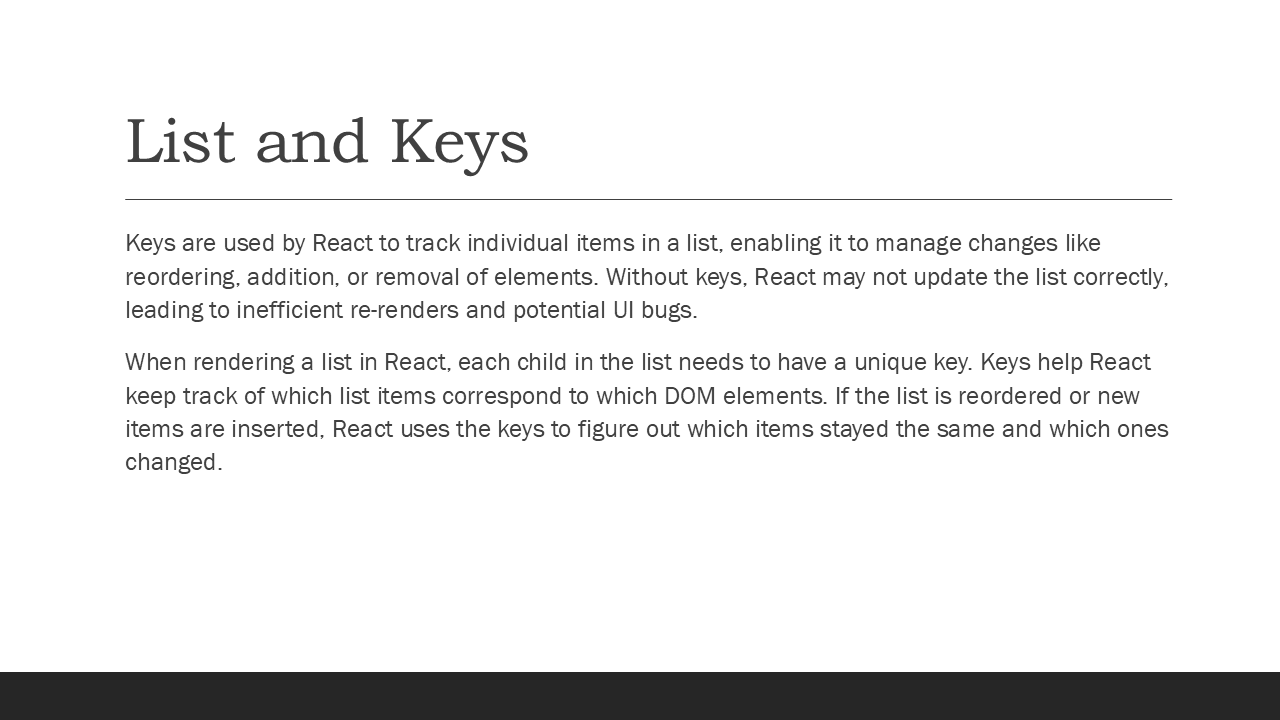 List and Keys
Keys are used by React to track individual items in a list, enabling it to manage changes like
reordering, addition, or removal of elements. Without keys, React may not update the list correctly,
leading to inefficient re-renders and potential UI bugs.
When rendering a list in React, each child in the list needs to have a unique key. Keys help React
keep track of which list items correspond to which DOM elements. If the list is reordered or new
items are inserted, React uses the keys to figure out which items stayed the same and which ones
changed.